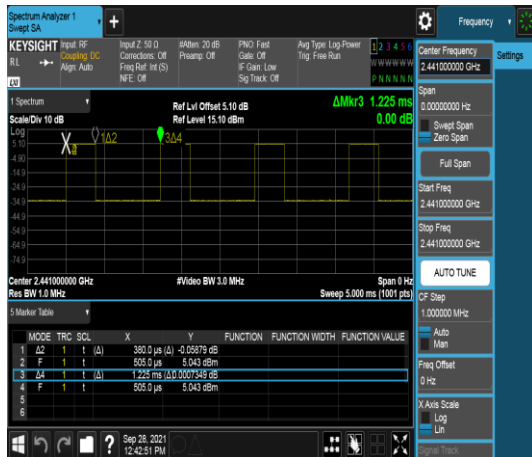 Spectrum Analyzer 1
Swept SA
+
Frequency
KEYSIGHT
RL
LXI
Input: RF
Coupling: DC
Align: Auto
Input Z: 50 Ω
Corrections: Off
Freq Ref: Int (S)
NFE: Off
#Atten: 20 dB
Preamp: Off
PNO: Fast
Gate: Off
IF Gain: Low
Sig Track: Off
Avg Type: Log-Power
Trig: Free Run
1 2 3 4 5 6
W W W W W W
P N N N N N
1 Spectrum
Scale/Div 10 dB
Ref Lvl Offset 5.10 dB
Ref Level 15.10 dBm
ΔMkr3 1.225 ms
0.00 dB
Log
5.10
-4.90
-14.9
-24.9
-34.9
-44.9
-54.9
-64.9
-74.9
1Δ2
3Δ4
Center 2.441000000 GHz
Res BW 1.0 MHz
#Video BW 3.0 MHz
Span 0 Hz
Sweep 5.000 ms (1001 pts)
5 Marker Table
MODE TRC SCL X Y FUNCTION FUNCTION WIDTH FUNCTION VALUE
1 Δ2 1 t (Δ) 380.0 µs (Δ) -0.05879 dB
2 F 1 t 505.0 µs 5.043 dBm
3 Δ4 1 t (Δ) 1.225 ms (Δ) 0.0007349 dB
4 F 1 t 505.0 µs 5.043 dBm
5
6
Sep 28, 2021
12:42:51 PM
?
Settings
Center Frequency
2.441000000 GHz
Span
0.00000000 Hz
Swept Span
Zero Span
Full Span
Start Freq
2.441000000 GHz
Stop Freq
2.441000000 GHz
AUTO TUNE
CF Step
1.000000 MHz
Auto
Man
Freq Offset
0 Hz
X Axis Scale
Log
Lin
Signal Track